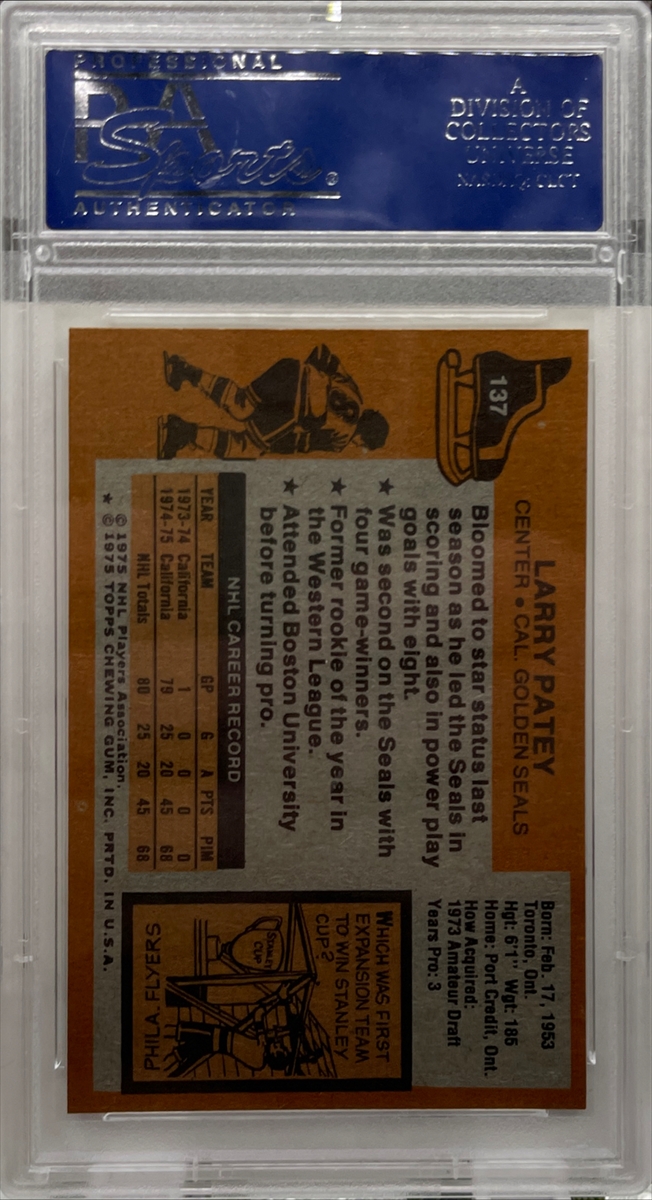 PROFESSIONAL
PSA
Sports®
AUTHENTICATOR
A
DIVISION OF
COLLECTORS
UNIVERSE
NASDAQ: CLCT
137
LARRY PATEY
CENTER • CAL. GOLDEN SEALS
Bloomed to star status last
season as he led the Seals in
scoring and also in power play
goals with eight.
★ Was second on the Seals with
four game-winners.
★ Former rookie of the year in
the Western League.
★ Attended Boston University
before turning pro.
Born: Feb. 17, 1953
Toronto, Ont.
Hgt: 6'1" Wgt: 185
Home: Port Credit, Ont.
How Acquired:
1973 Amateur Draft
Years Pro: 3
NHL CAREER RECORD
YEAR TEAM GP G A PTS PIM
1973-74 California 1 0 0 0 0
1974-75 California 79 25 20 45 68
NHL Totals 80 25 20 45 68
WHICH WAS FIRST
EXPANSION TEAM
TO WIN STANLEY
CUP?
STANLEY
CUP
PHILA. FLYERS
©1975 NHL Players Association.
★ ©1975 TOPPS CHEWING GUM, INC. PRTD. IN U.S.A.